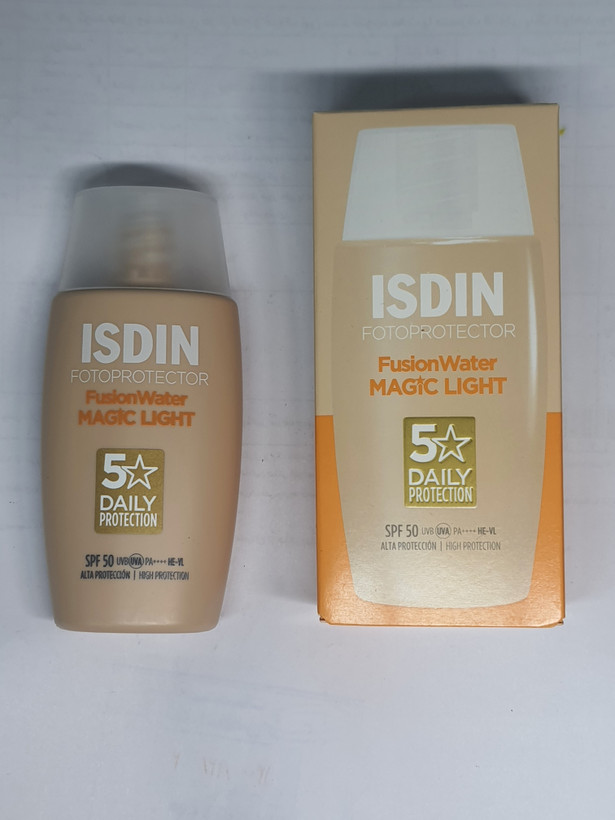 ISDIN
FOTOPROTECTOR
FusionWater
MAGIC LIGHT
5☆
DAILY
PROTECTION
SPF 50 UVB UVA PA++++ HE-VL
ALTA PROTECCIÓN | HIGH PROTECTION
ISDIN
FOTOPROTECTOR
FusionWater
MAGIC LIGHT
5☆
DAILY
PROTECTION
SPF 50 UVB UVA PA++++ HE-VL
ALTA PROTECCIÓN | HIGH PROTECTION